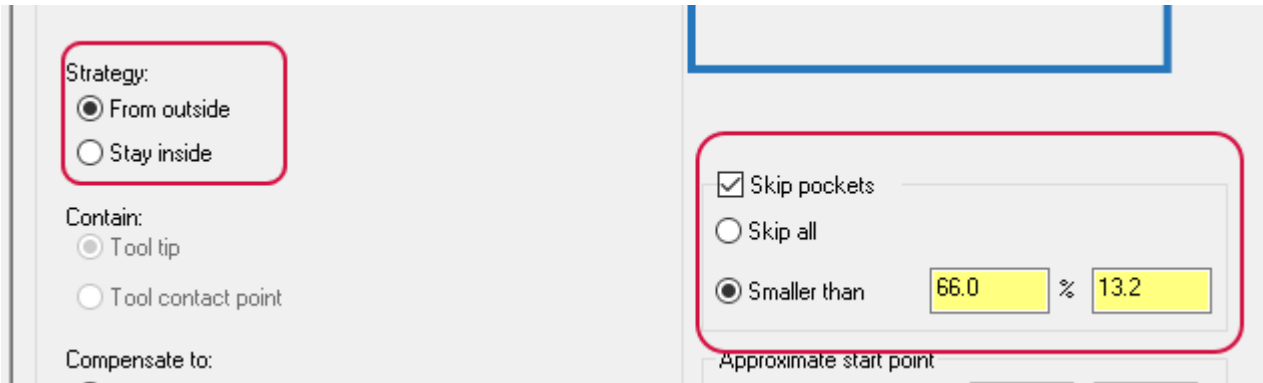 Strategy:
From outside
Stay inside
Contain:
Tool tip
Tool contact point
Compensate to:
Skip pockets
Skip all
Smaller than 66.0 % 13.2
Approximate start point